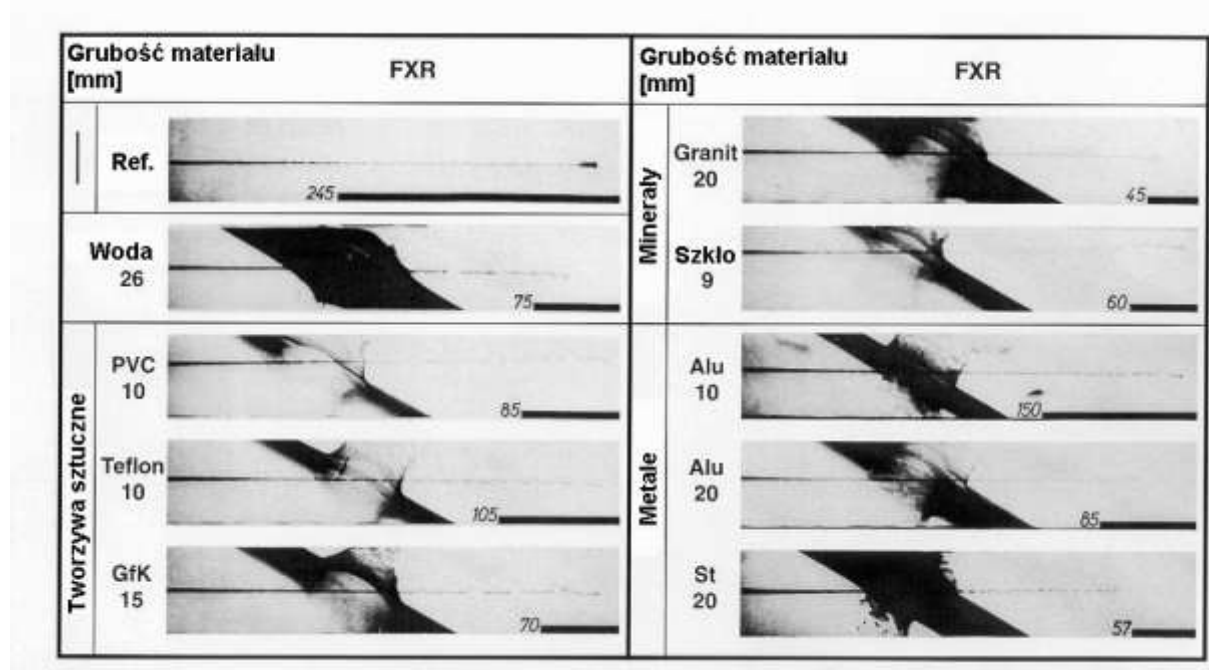 Grubość materialu
[mm]
FXR
Ref.
245
Woda
26
75
Tworzywa sztuczne
PVC
10
85
Teflon
10
105
GfK
15
70
Grubość materialu
[mm]
FXR
Minerały
Granit
20
45
Szkło
9
60
Metale
Alu
10
150
Alu
20
85
St
20
57